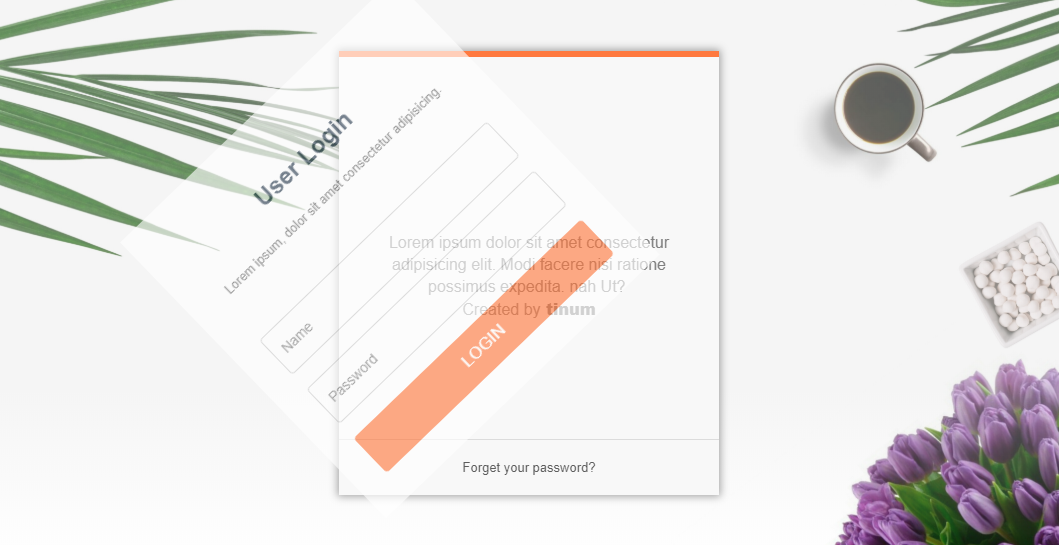 User Login
Lorem ipsum, dolor sit amet consectetur adipisicing.
Name
Password
LOGIN
Lorem ipsum dolor sit amet consectetur
adipisicing elit. Modi facere nisi ratione
possimus expedita. nah Ut?
Created by tinum
Forget your password?